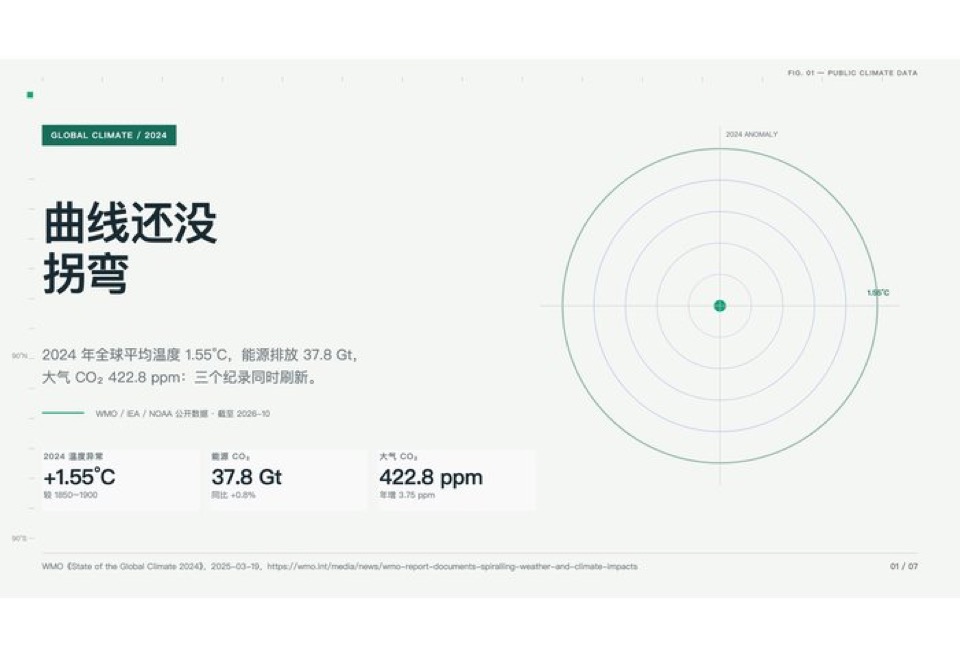 FIG. 01 — PUBLIC CLIMATE DATA
GLOBAL CLIMATE / 2024
2024 ANOMALY
曲线还没
拐弯
1.55°C
90°N
2024 年全球平均温度 1.55°C，能源排放 37.8 Gt，
大气 CO₂ 422.8 ppm：三个纪录同时刷新。
WMO / IEA / NOAA 公开数据 · 截至 2026-10
2024 温度异常
+1.55°C
较 1850–1900
能源 CO₂
37.8 Gt
同比 +0.8%
大气 CO₂
422.8 ppm
年增 3.75 ppm
90°S
WMO《State of the Global Climate 2024》，2025-03-19，https://wmo.int/media/news/wmo-report-documents-spiralling-weather-and-climate-impacts
01 / 07